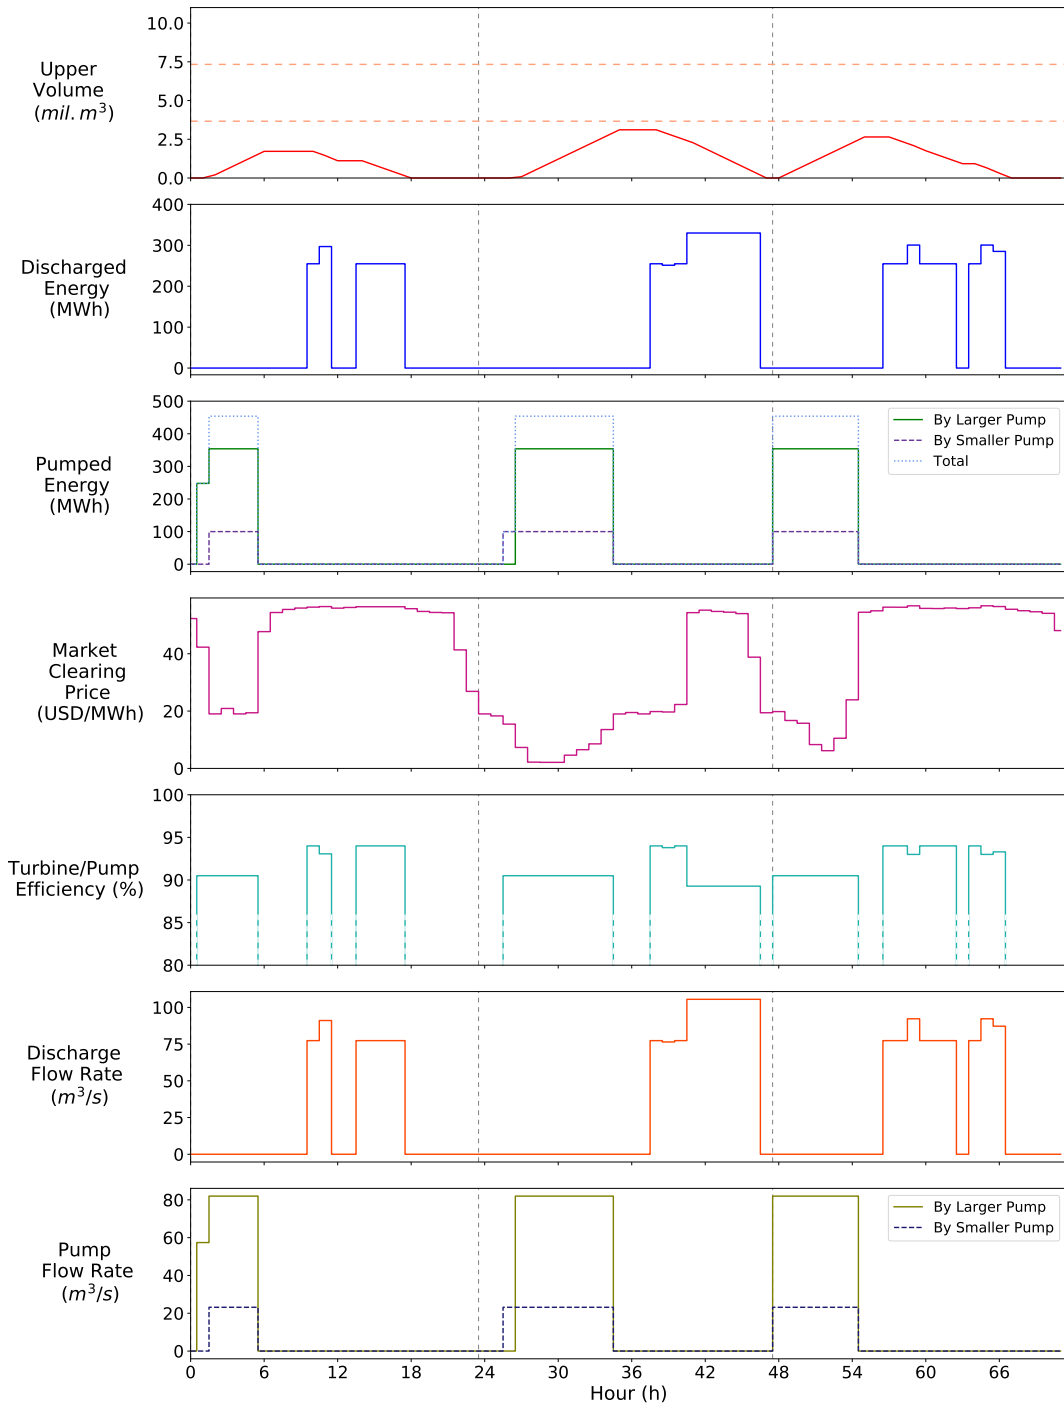 Upper
Volume
(mil. m³)
10.0
7.5
5.0
2.5
0.0
Discharged
Energy
(MWh)
400
300
200
100
0
Pumped
Energy
(MWh)
500
400
300
200
100
0
By Larger Pump
By Smaller Pump
Total
Market
Clearing
Price
(USD/MWh)
40
20
0
Turbine/Pump
Efficiency (%)
100
95
90
85
80
Discharge
Flow Rate
(m³/s)
100
75
50
25
0
Pump
Flow Rate
(m³/s)
80
60
40
20
0
By Larger Pump
By Smaller Pump
0 6 12 18 24 30 36 42 48 54 60 66
Hour (h)